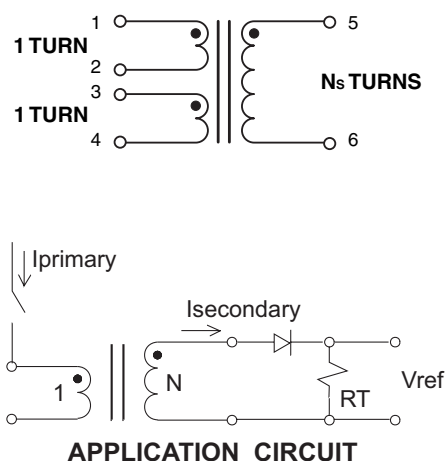 1
5
1 TURN
2
3
Ns TURNS
1 TURN
4
6
Iprimary
Isecondary
1
N
RT
Vref
APPLICATION CIRCUIT